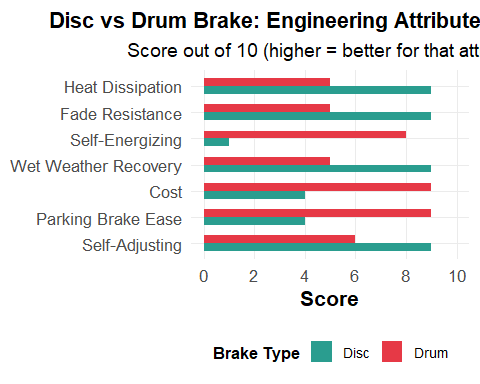 Disc vs Drum Brake: Engineering Attribute
Score out of 10 (higher = better for that att
Heat Dissipation
Fade Resistance
Self-Energizing
Wet Weather Recovery
Cost
Parking Brake Ease
Self-Adjusting
0 2 4 6 8 10
Score
Brake Type Disc Drum